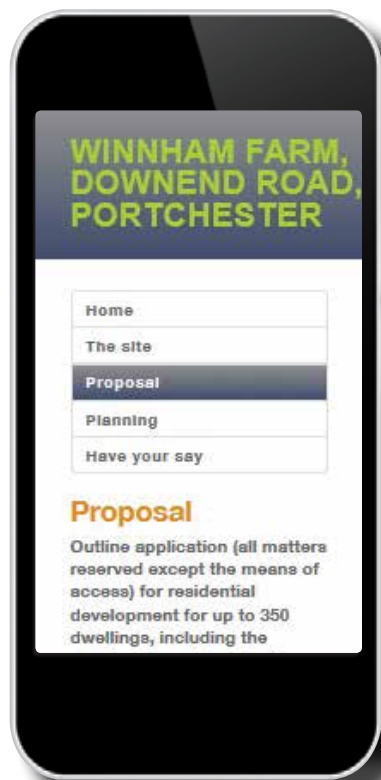 WINNHAM FARM,
DOWNEND ROAD,
PORTCHESTER
Home
The site
Proposal
Planning
Have your say
Proposal
Outline application (all matters
reserved except the means of
access) for residential
development for up to 350
dwellings, including the